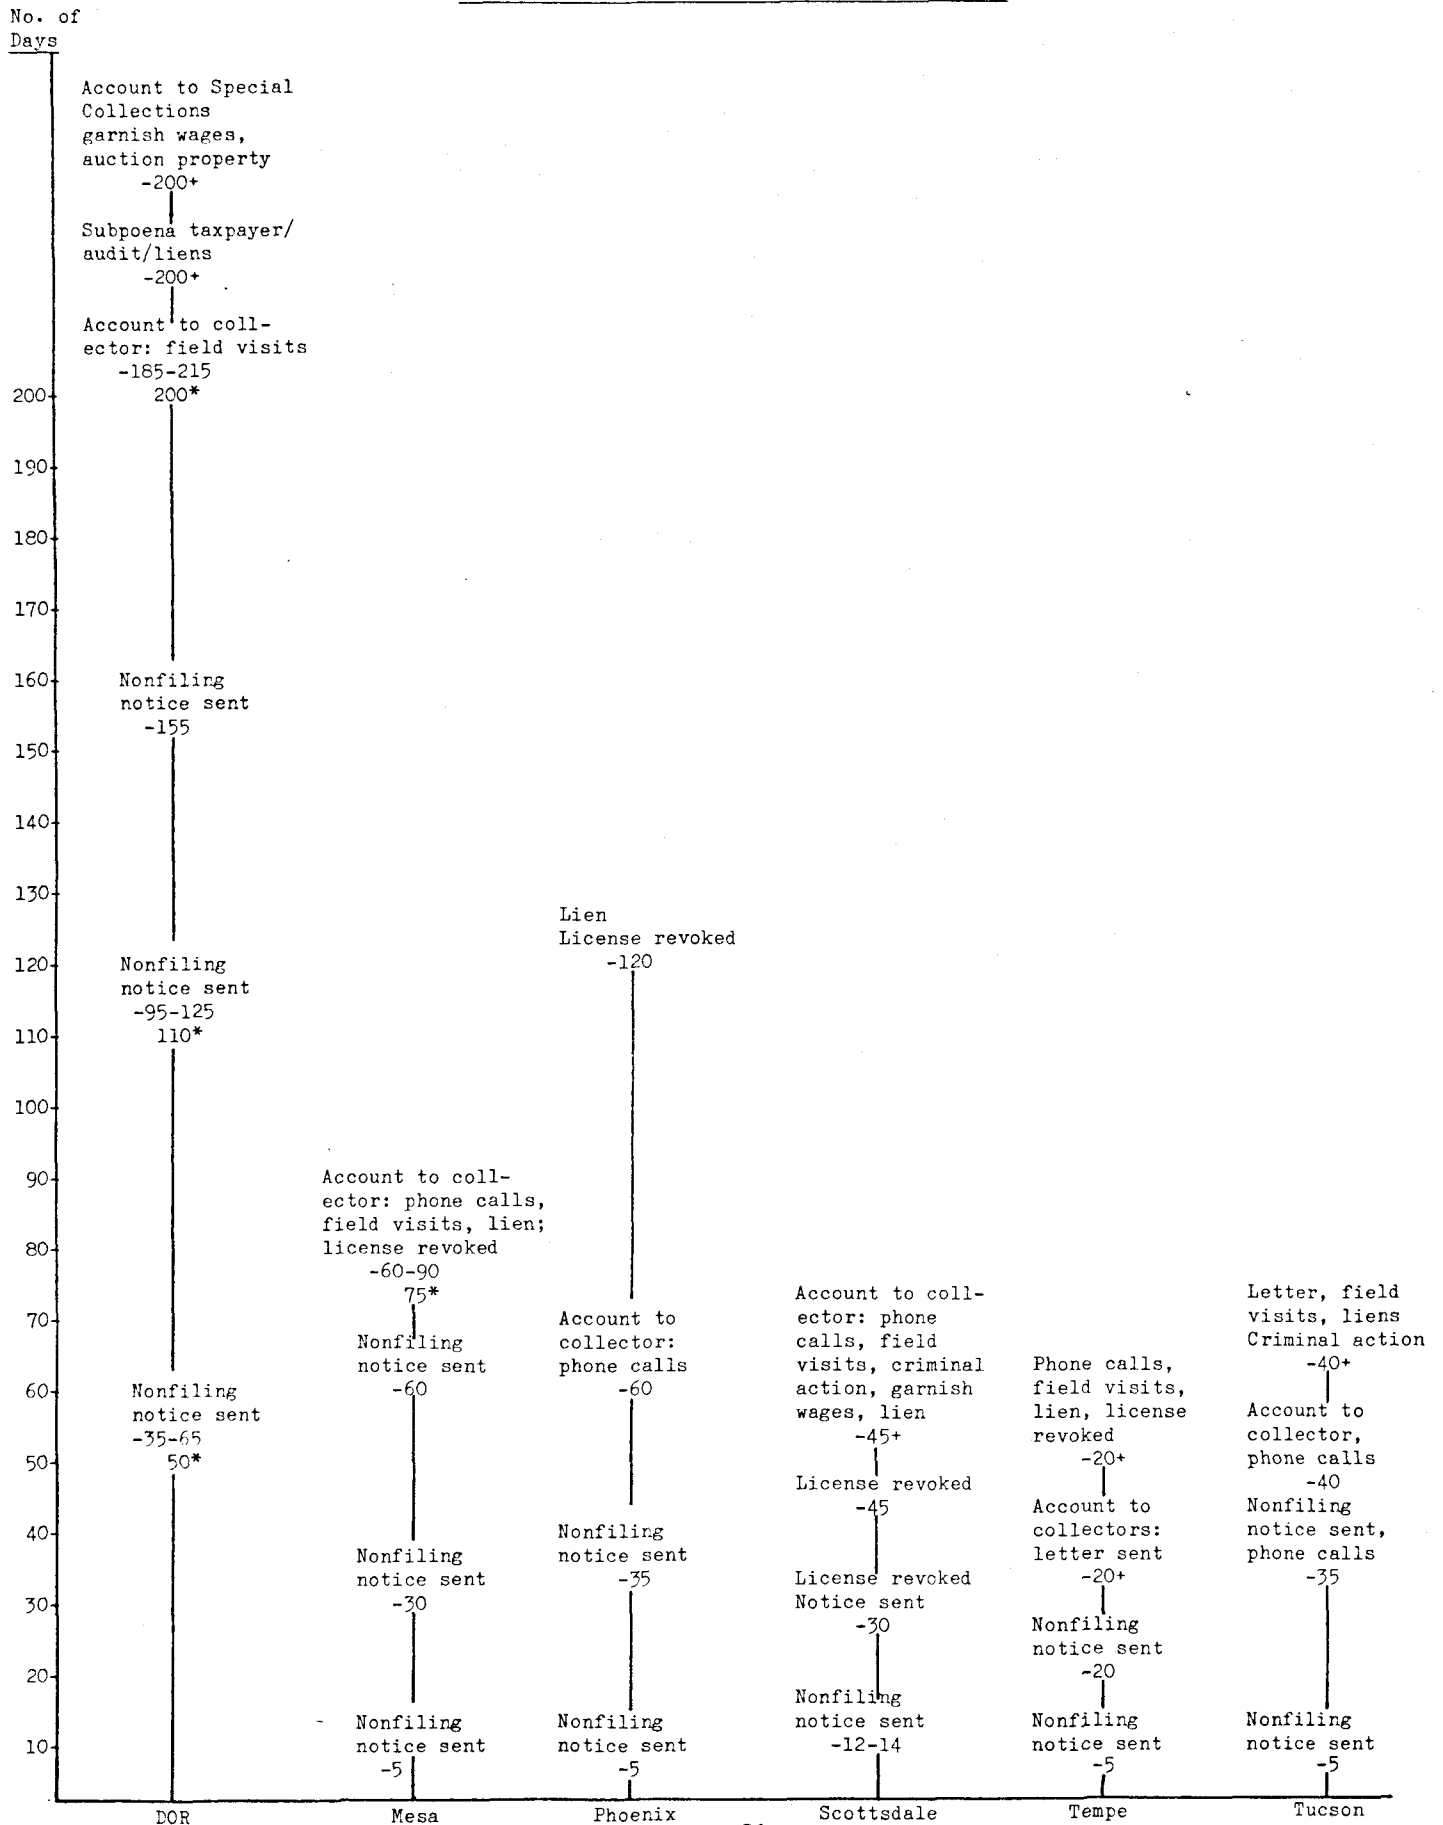 No. of
Days
Account to Special
Collections
garnish wages,
auction property
-200+
Subpoena taxpayer/
audit/liens
-200+
Account to coll-
ector: field visits
-185-215
200*
200
190
180
170
160
150
140
130
120
110
100
90
80
70
60
50
40
30
20
10
Nonfiling
notice sent
-155
Nonfiling
notice sent
-95-125
110*
Nonfiling
notice sent
-35-65
50*
DOR
Account to coll-
ector: phone calls,
field visits, lien;
license revoked
-60-90
75*
Nonfiling
notice sent
-60
Nonfiling
notice sent
-30
Nonfiling
notice sent
-5
Mesa
Lien
License revoked
-120
Account to
collector:
phone calls
-60
Nonfiling
notice sent
-35
Nonfiling
notice sent
-5
Phoenix
Account to coll-
ector: phone
calls, field
visits, criminal
action, garnish
wages, lien
-45+
License revoked
-45
License revoked
Notice sent
-30
Nonfiling
notice sent
-12-14
Scottsdale
Phone calls,
field visits,
lien, license
revoked
-20+
Account to
collectors:
letter sent
-20+
Nonfiling
notice sent
-20
Nonfiling
notice sent
-5
Tempe
Letter, field
visits, liens
Criminal action
-40+
Account to
collector,
phone calls
-40
Nonfiling
notice sent,
phone calls
-35
Nonfiling
notice sent
-5
Tucson